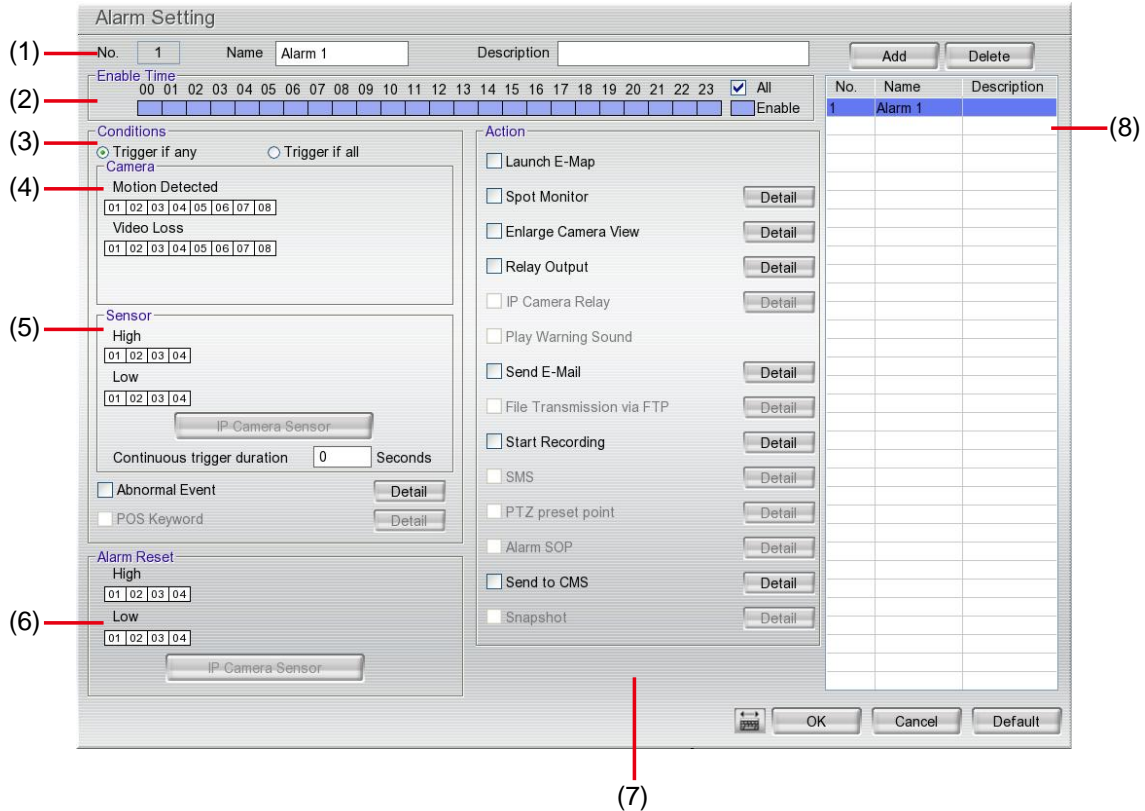 Alarm Setting
(1) No. 1 Name Alarm 1 Description Add Delete
Enable Time
(2) 00 01 02 03 04 05 06 07 08 09 10 11 12 13 14 15 16 17 18 19 20 21 22 23 All
Enable
No. Name Description
1 Alarm 1
(8)
Conditions
(3) Trigger if any Trigger if all
Camera
(4) Motion Detected
01 02 03 04 05 06 07 08
Video Loss
01 02 03 04 05 06 07 08
Sensor
(5) High
01 02 03 04
Low
01 02 03 04
IP Camera Sensor
Continuous trigger duration 0 Seconds
Abnormal Event Detail
POS Keyword Detail
Alarm Reset
High
01 02 03 04
(6) Low
01 02 03 04
IP Camera Sensor
Action
Launch E-Map
Spot Monitor Detail
Enlarge Camera View Detail
Relay Output Detail
IP Camera Relay Detail
Play Warning Sound
Send E-Mail Detail
File Transmission via FTP Detail
Start Recording Detail
SMS Detail
PTZ preset point Detail
Alarm SOP Detail
Send to CMS Detail
Snapshot Detail
OK Cancel Default
(7)